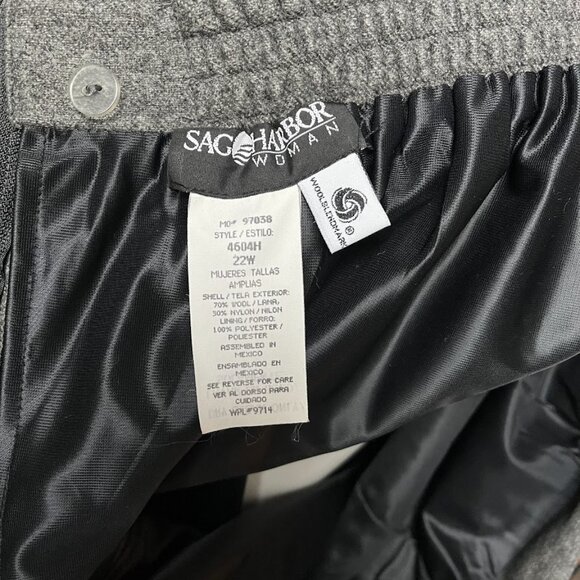 SAG HARBOR
WOMAN
WOOLBLENDMARK
®
MO# 97038
STYLE / ESTILO:
4604H
22W
MUJERES TALLAS
AMPLIAS
SHELL / TELA EXTERIOR:
70% WOOL / LANA,
30% NYLON / NILON
LINING / FORRO:
100% POLYESTER /
POLIESTER
ASSEMBLED IN
MEXICO
ENSAMBLADO EN
MEXICO
SEE REVERSE FOR CARE
VER AL DORSO PARA
CUIDADO
WPL#9714